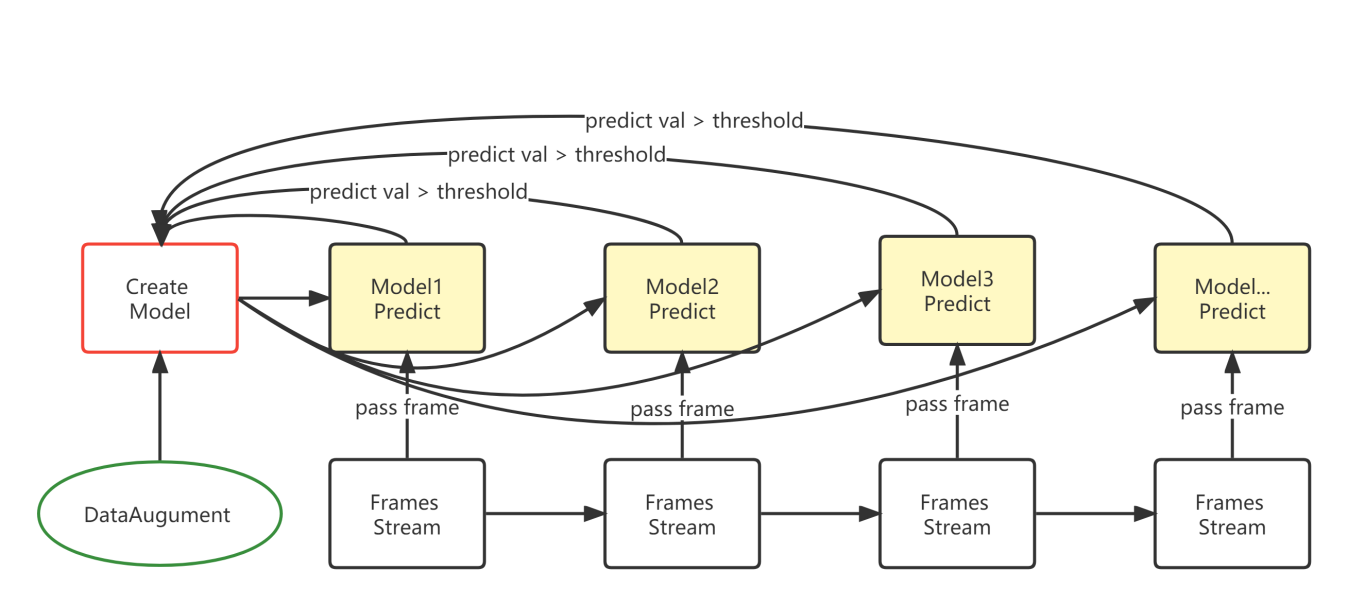 predict val > threshold
predict val > threshold
predict val > threshold
Create
Model
Model1
Predict
Model2
Predict
Model3
Predict
Model...
Predict
pass frame
pass frame
pass frame
pass frame
DataAugument
Frames
Stream
Frames
Stream
Frames
Stream
Frames
Stream